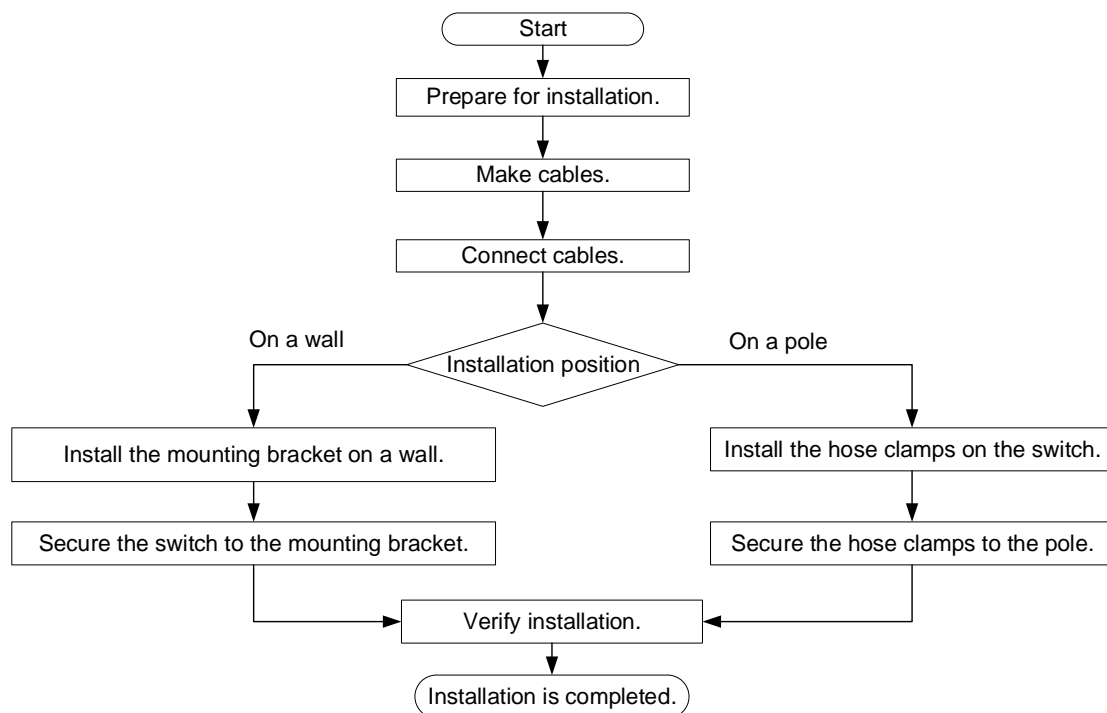 Start
Prepare for installation.
Make cables.
Connect cables.
On a wall
On a pole
Installation position
Install the mounting bracket on a wall.
Install the hose clamps on the switch.
Secure the switch to the mounting bracket.
Secure the hose clamps to the pole.
Verify installation.
Installation is completed.